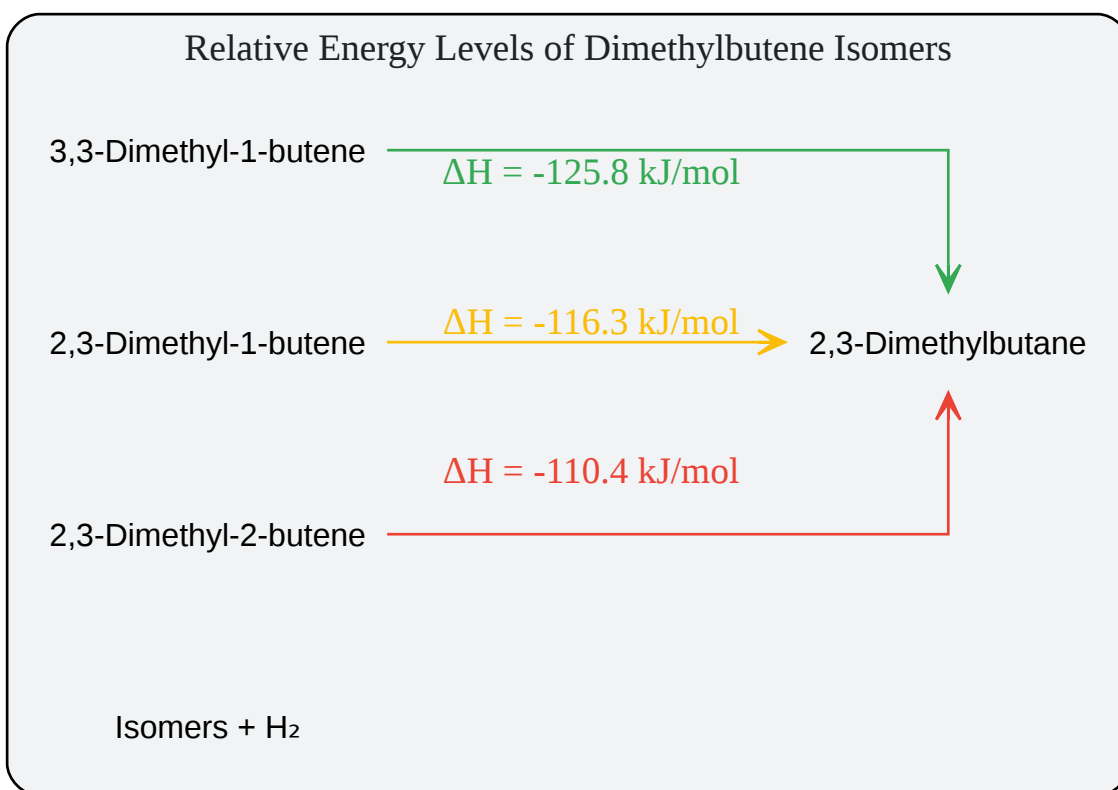 Relative Energy Levels of Dimethylbutene Isomers
3,3-Dimethyl-1-butene
ΔH = -125.8 kJ/mol
ΔH = -116.3 kJ/mol
2,3-Dimethyl-1-butene
2,3-Dimethylbutane
ΔH = -110.4 kJ/mol
2,3-Dimethyl-2-butene
Isomers + H₂